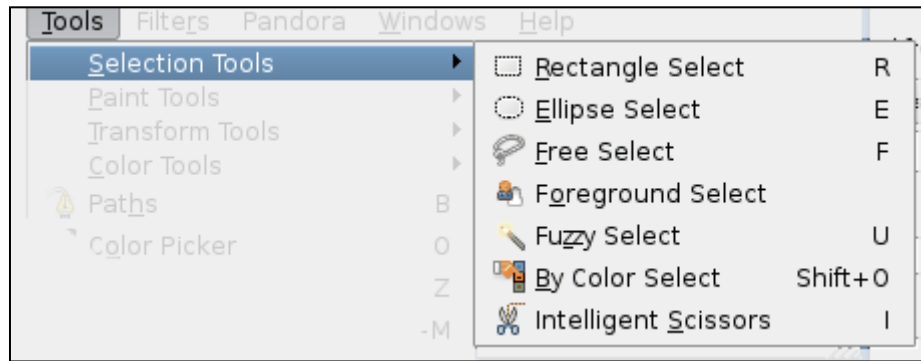 Tools Filters Pandora Windows Help
Selection Tools
Paint Tools
Transform Tools
Color Tools
Paths B
Color Picker O
Z
-M
Rectangle Select R
Ellipse Select E
Free Select F
Foreground Select
Fuzzy Select U
By Color Select Shift+O
Intelligent Scissors I